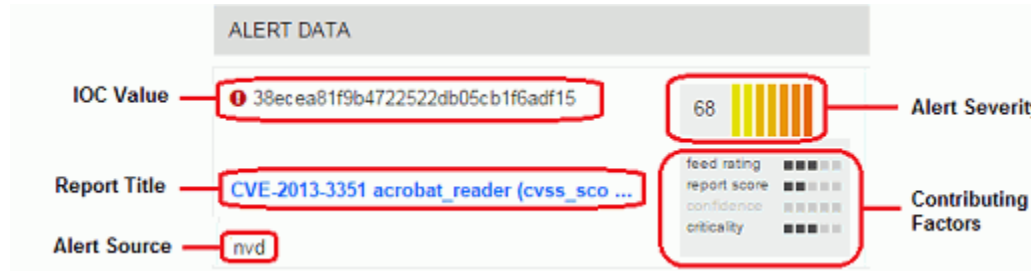 ALERT DATA
IOC Value
38ecea81f9b4722522db05cb1f6adf15
68
Alert Severit
feed rating
Report Title
CVE-2013-3351 acrobat_reader (cvss_sco ...
report score
confidence
criticality
Contributing
Factors
Alert Source
nvd